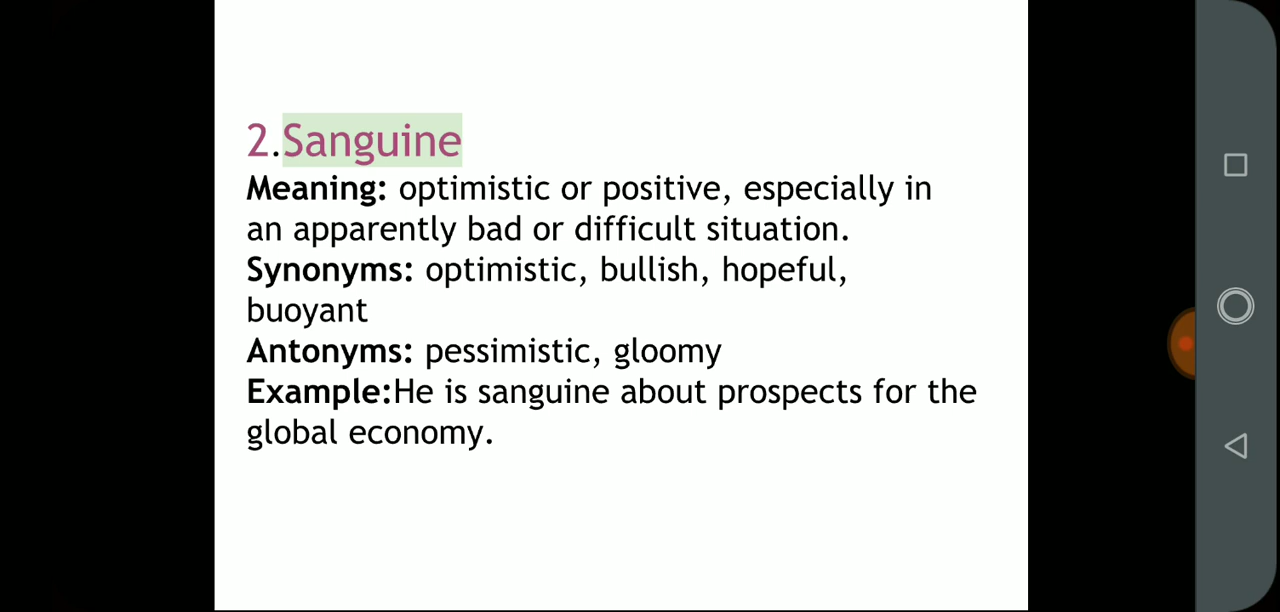 2.Sanguine
Meaning: optimistic or positive, especially in
an apparently bad or difficult situation.
Synonyms: optimistic, bullish, hopeful,
buoyant
Antonyms: pessimistic, gloomy
Example:He is sanguine about prospects for the
global economy.